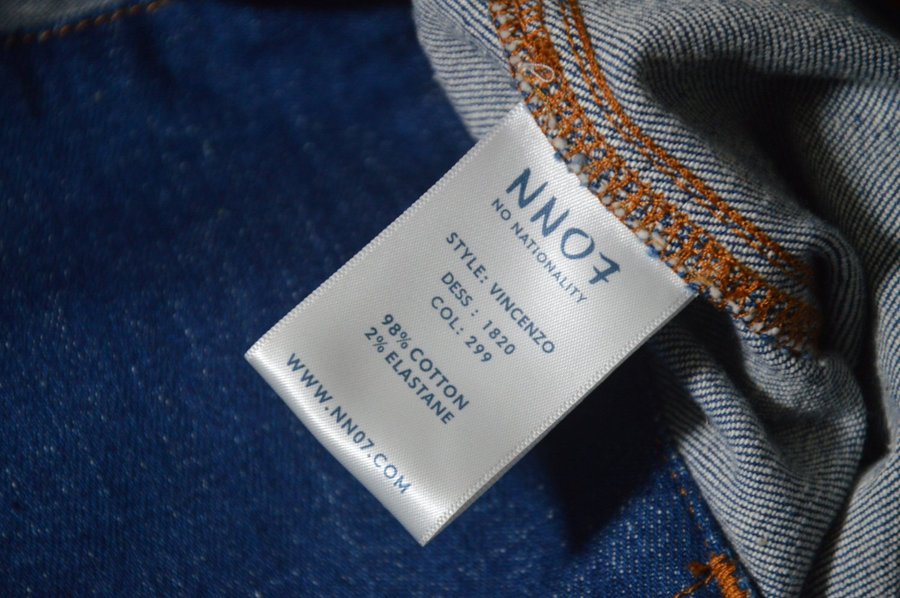 NN07
NO NATIONALITY
STYLE: VINCENZO
DESS : 1820
COL: 299
98% COTTON
2% ELASTANE
WWW.NN07.COM